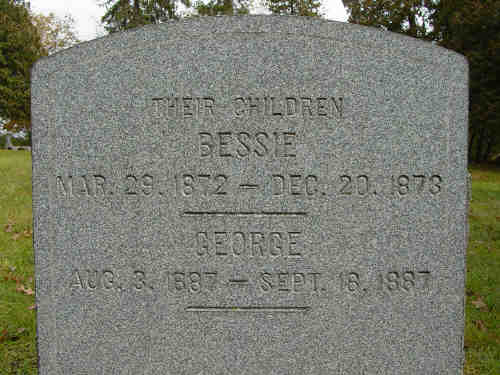 THEIR CHILDREN
BESSIE
MAR. 29. 1872 – DEC. 20. 1873
GEORGE
AUG. 3. 1887 – SEPT. 18. 1887